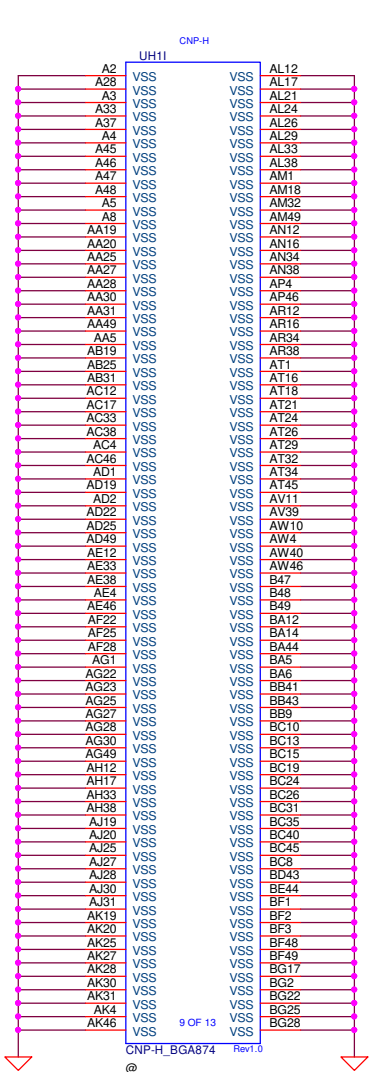 CNP-H
UH1I
A2 VSS VSS AL12
A28 VSS VSS AL17
A3 VSS VSS AL21
A33 VSS VSS AL24
A37 VSS VSS AL26
A4 VSS VSS AL29
A45 VSS VSS AL33
A46 VSS VSS AL38
A47 VSS VSS AM1
A48 VSS VSS AM18
A5 VSS VSS AM32
A8 VSS VSS AM49
AA19 VSS VSS AN12
AA20 VSS VSS AN16
AA25 VSS VSS AN34
AA27 VSS VSS AN38
AA28 VSS VSS AP4
AA30 VSS VSS AP46
AA31 VSS VSS AR12
AA49 VSS VSS AR16
AA5 VSS VSS AR34
AB19 VSS VSS AR38
AB25 VSS VSS AT1
AB31 VSS VSS AT16
AC12 VSS VSS AT18
AC17 VSS VSS AT21
AC33 VSS VSS AT24
AC38 VSS VSS AT26
AC4 VSS VSS AT29
AC46 VSS VSS AT32
AD1 VSS VSS AT34
AD19 VSS VSS AT45
AD2 VSS VSS AV11
AD22 VSS VSS AV39
AD25 VSS VSS AW10
AD49 VSS VSS AW4
AE12 VSS VSS AW40
AE33 VSS VSS AW46
AE38 VSS VSS B47
AE4 VSS VSS B48
AE46 VSS VSS B49
AF22 VSS VSS BA12
AF25 VSS VSS BA14
AF28 VSS VSS BA44
AG1 VSS VSS BA5
AG22 VSS VSS BA6
AG23 VSS VSS BB41
AG25 VSS VSS BB43
AG27 VSS VSS BB9
AG28 VSS VSS BC10
AG30 VSS VSS BC13
AG49 VSS VSS BC15
AH12 VSS VSS BC19
AH17 VSS VSS BC24
AH33 VSS VSS BC26
AH38 VSS VSS BC31
AJ19 VSS VSS BC35
AJ20 VSS VSS BC40
AJ25 VSS VSS BC45
AJ27 VSS VSS BC8
AJ28 VSS VSS BD43
AJ30 VSS VSS BE44
AJ31 VSS VSS BF1
AK19 VSS VSS BF2
AK20 VSS VSS BF3
AK25 VSS VSS BF48
AK27 VSS VSS BF49
AK28 VSS VSS BG17
AK30 VSS VSS BG2
AK31 VSS VSS BG22
AK4 VSS VSS BG25
AK46 VSS 9 OF 13 VSS BG28
CNP-H_BGA874 Rev1.0
@